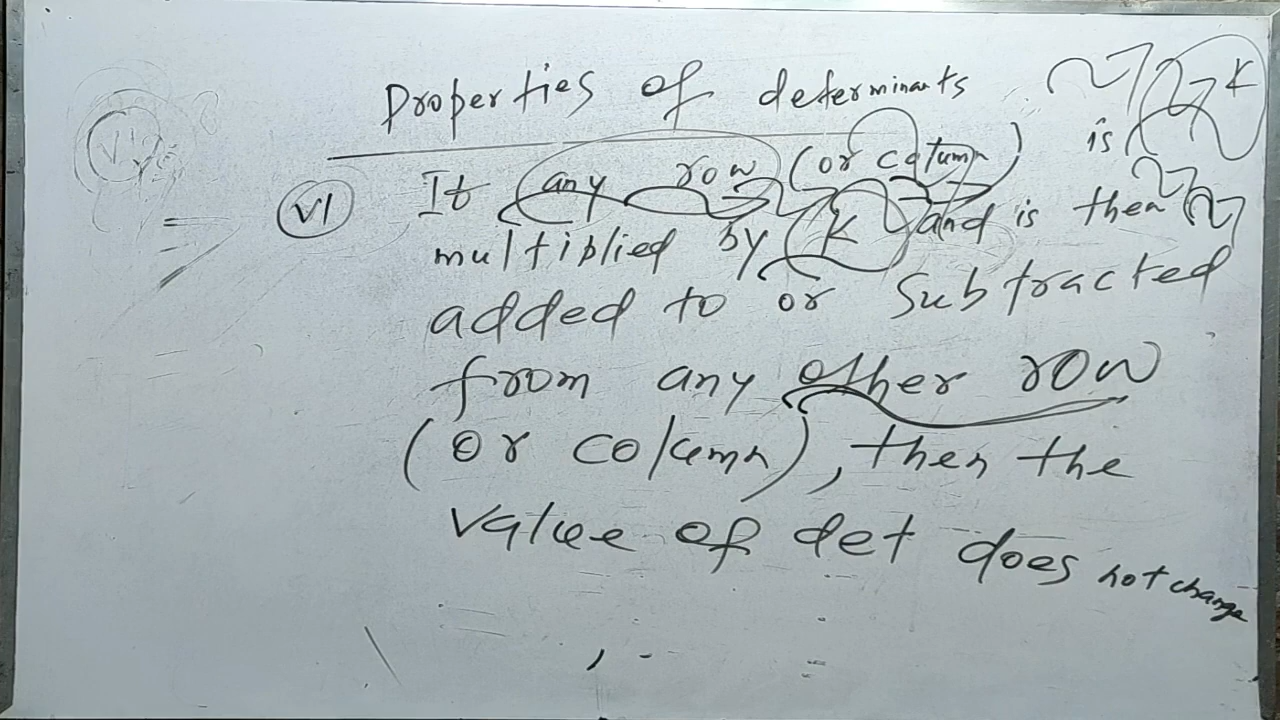 Properties of determinants
(vi) If any row (or column) is
multiplied by K and is then
added to or Subtracted
from any other row
(or column), then the
value of det does not change
K